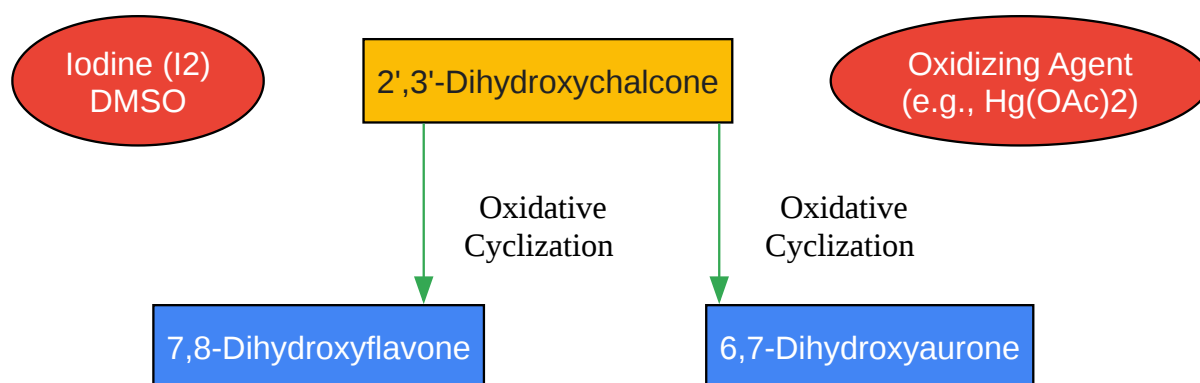 Iodine (I2)
DMSO
2',3'-Dihydroxychalcone
Oxidizing Agent
(e.g., Hg(OAc)2)
Oxidative
Cyclization
Oxidative
Cyclization
7,8-Dihydroxyflavone
6,7-Dihydroxyaurone